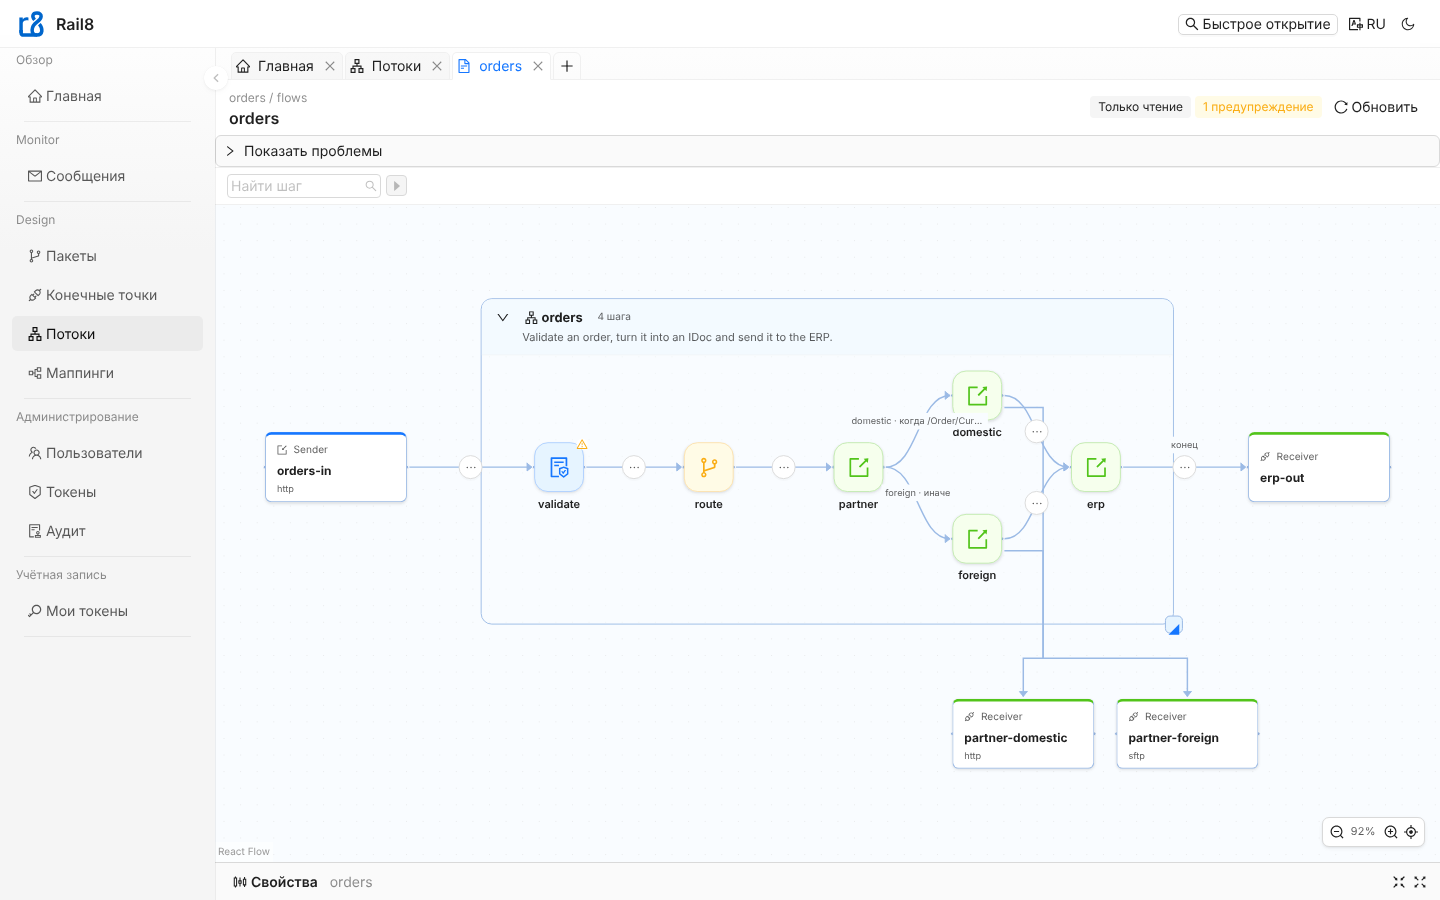 Rail8
Быстрое открытие
RU
Обзор
Главная
Monitor
Сообщения
Design
Пакеты
Конечные точки
Потоки
Маппинги
Администрирование
Пользователи
Токены
Аудит
Учётная запись
Мои токены
Главная
Потоки
orders
orders / flows
orders
Только чтение
1 предупреждение
Обновить
Показать проблемы
Найти шаг
orders
4 шага
Validate an order, turn it into an IDoc and send it to the ERP.
Sender
orders-in
http
validate
route
partner
domestic · когда /Order/Cur...
domestic
foreign · иначе
foreign
erp
конец
Receiver
erp-out
Receiver
partner-domestic
http
Receiver
partner-foreign
sftp
92%
React Flow
Свойства
orders